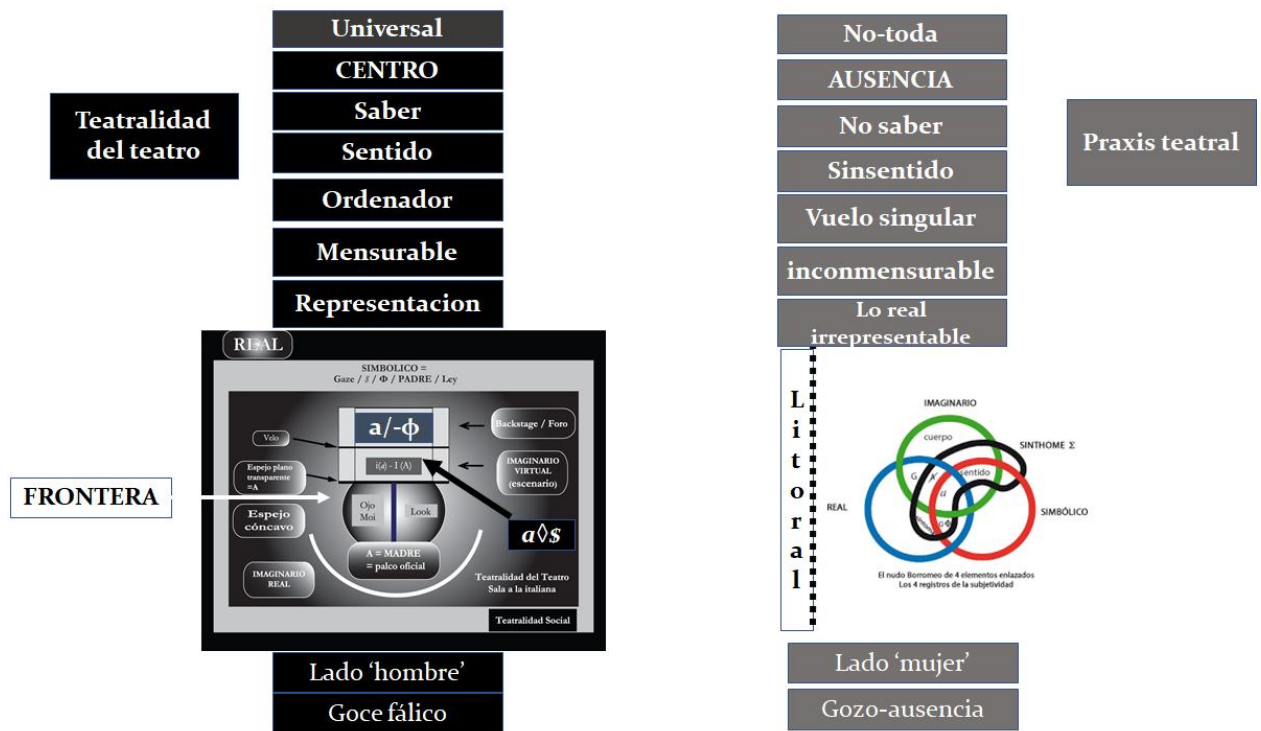 Teatralidad
del teatro
Universal
CENTRO
Saber
Sentido
Ordenador
Mensurable
Representacion
REAL
SIMBOLICO =
Gaze / $ / Φ / PADRE / Ley
a/-ϕ
Backstage / Foro
Velo
i(a) - I (A)
IMAGINARIO
VIRTUAL
(escenario)
Espejo plano
transparente
=A
FRONTERA
Espejo
cóncavo
Ojo
Moi
Look
a◊$
A = MADRE
= palco oficial
IMAGINARIO
REAL
Teatralidad del Teatro
Sala a la italiana
Teatralidad Social
Lado ‘hombre’
Goce fálico
No-toda
AUSENCIA
No saber
Sinsentido
Vuelo singular
inconmensurable
Lo real
irrepresentable
Praxis teatral
Litoral
IMAGINARIO
cuerpo
SINTHOME Σ
sentido
G
a
REAL
SIMBÓLICO
GΦ
El nudo Borromeo de 4 elementos enlazados
Los 4 registros de la subjetividad
Lado ‘mujer’
Gozo-ausencia